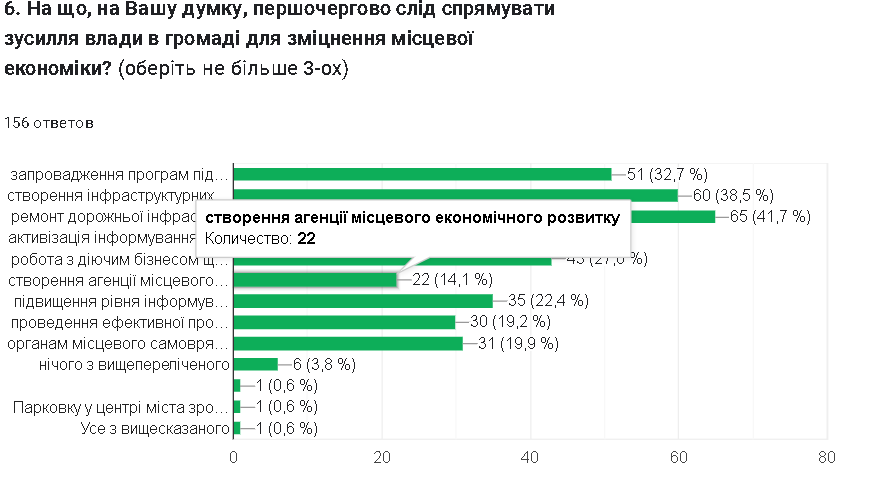 6. На що, на Вашу думку, першочергово слід спрямувати
зусилля влади в громаді для зміцнення місцевої
економіки? (оберіть не більше 3-ох)
156 ответов
запровадження програм під… 51 (32,7 %)
створення інфраструктурних… 60 (38,5 %)
ремонт дорожньої 65 (41,7 %)
створення агенції місцевого економічного розвитку
Количество: 22
активізація інформування
робота з діючим бізнесом щ…
створення агенції місцевого… 22 (14,1 %)
підвищення рівня інформув… 35 (22,4 %)
проведення ефективної про… 30 (19,2 %)
органам місцевого самовря… 31 (19,9 %)
нічого з вищепереліченого 6 (3,8 %)
1 (0,6 %)
Парковку у центрі міста зро… 1 (0,6 %)
Усе з вищесказаного 1 (0,6 %)
0 20 40 60 80